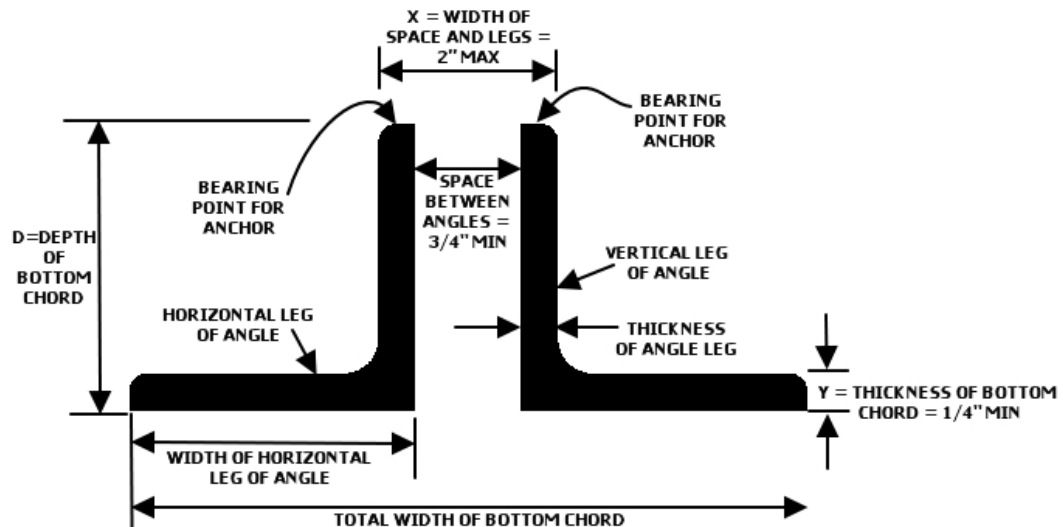 X = WIDTH OF
SPACE AND LEGS =
2" MAX
BEARING
POINT FOR
ANCHOR
BEARING
POINT FOR
ANCHOR
SPACE
BETWEEN
ANGLES =
3/4" MIN
D=DEPTH
OF
BOTTOM
CHORD
VERTICAL LEG
OF ANGLE
HORIZONTAL LEG
OF ANGLE
THICKNESS
OF ANGLE LEG
Y = THICKNESS OF BOTTOM
CHORD = 1/4" MIN
WIDTH OF HORIZONTAL
LEG OF ANGLE
TOTAL WIDTH OF BOTTOM CHORD